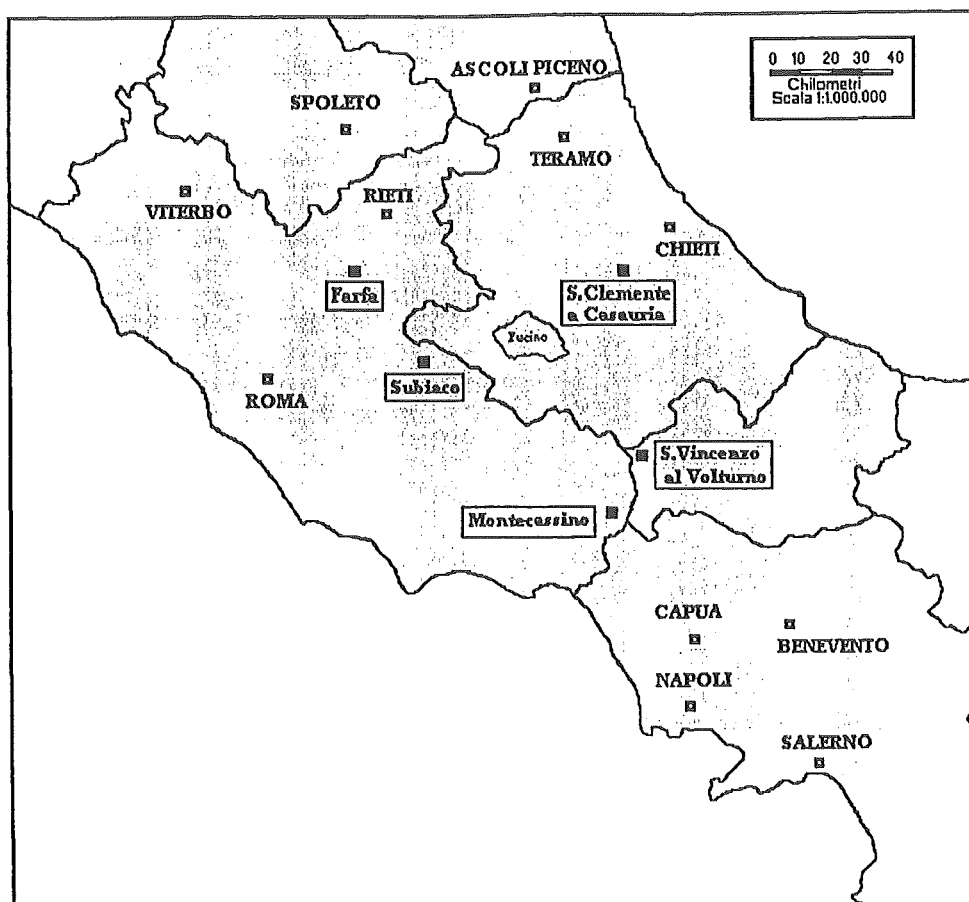 0 10 20 30 40
Chilometri
Scala 1:1.000.000
ASCOLI PICENO
SPOLETO
TERAMO
RIETI
VITERBO
CHIETI
Farfa
S.Clemente
a Casauria
Fucino
Subiaco
ROMA
S.Vincenzo
al Volturno
Montecassino
CAPUA
BENEVENTO
NAPOLI
SALERNO